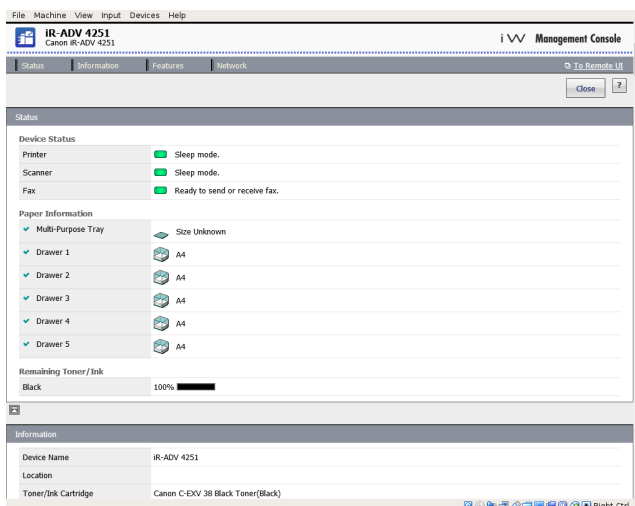 File Machine View Input Devices Help
iR-ADV 4251
Canon iR-ADV 4251
i W Management Console
Status Information Features Network To Remote UI
Close ?
Status
Device Status
Printer Sleep mode.
Scanner Sleep mode.
Fax Ready to send or receive fax.
Paper Information
Multi-Purpose Tray Size Unknown
Drawer 1 A4
Drawer 2 A4
Drawer 3 A4
Drawer 4 A4
Drawer 5 A4
Remaining Toner/Ink
Black 100%
Information
Device Name iR-ADV 4251
Location
Toner/Ink Cartridge Canon C-EXV 38 Black Toner(Black)
Right Ctrl